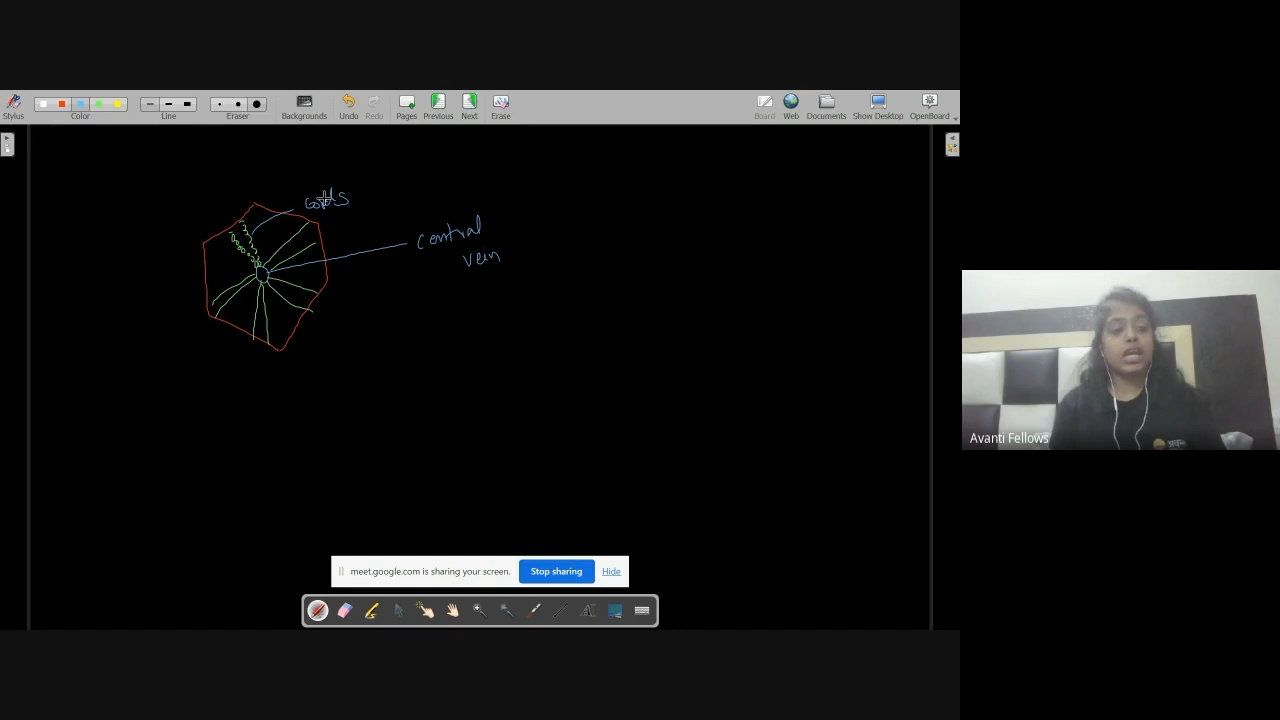 Stylus
Color
Line
Eraser
Backgrounds
Undo
Redo
Pages
Previous
Next
Erase
Board
Web
Documents
Show Desktop
OpenBoard
central
vein
Avanti Fellows
meet.google.com is sharing your screen.
Stop sharing
Hide